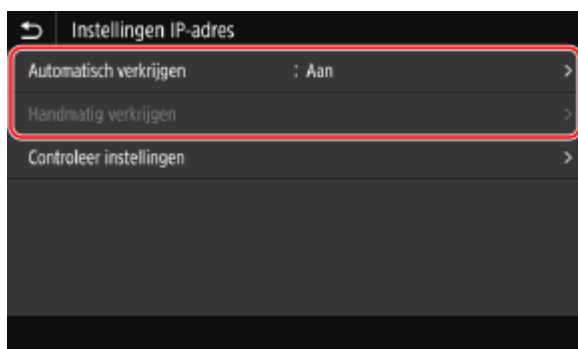 Instellingen IP-adres
Automatisch verkrijgen : Aan
Handmatig verkrijgen
Controleer instellingen